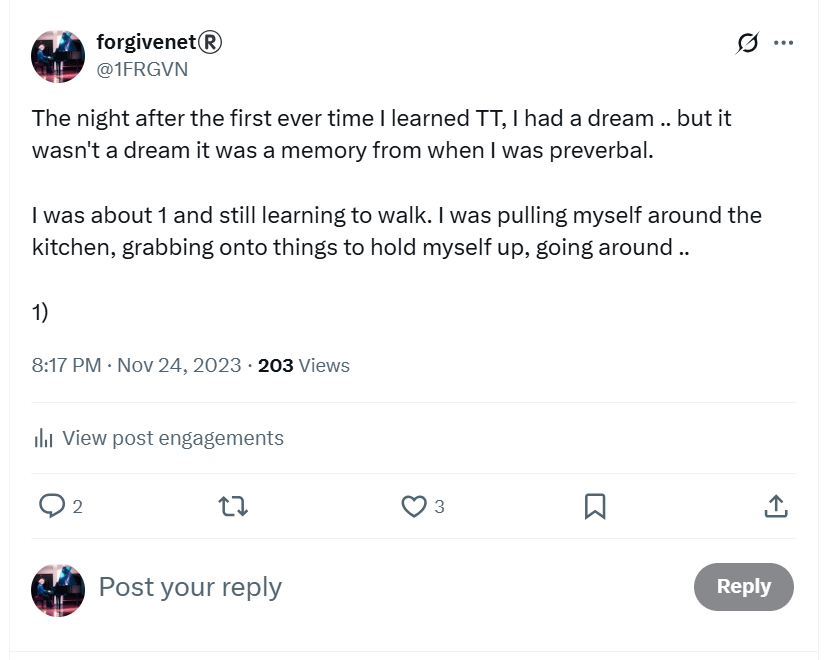 forgivenet®
@1FRGVN
The night after the first ever time I learned TT, I had a dream .. but it
wasn't a dream it was a memory from when I was preverbal.
I was about 1 and still learning to walk. I was pulling myself around the
kitchen, grabbing onto things to hold myself up, going around ..
1)
8:17 PM · Nov 24, 2023 · 203 Views
View post engagements
2
3
Post your reply
Reply